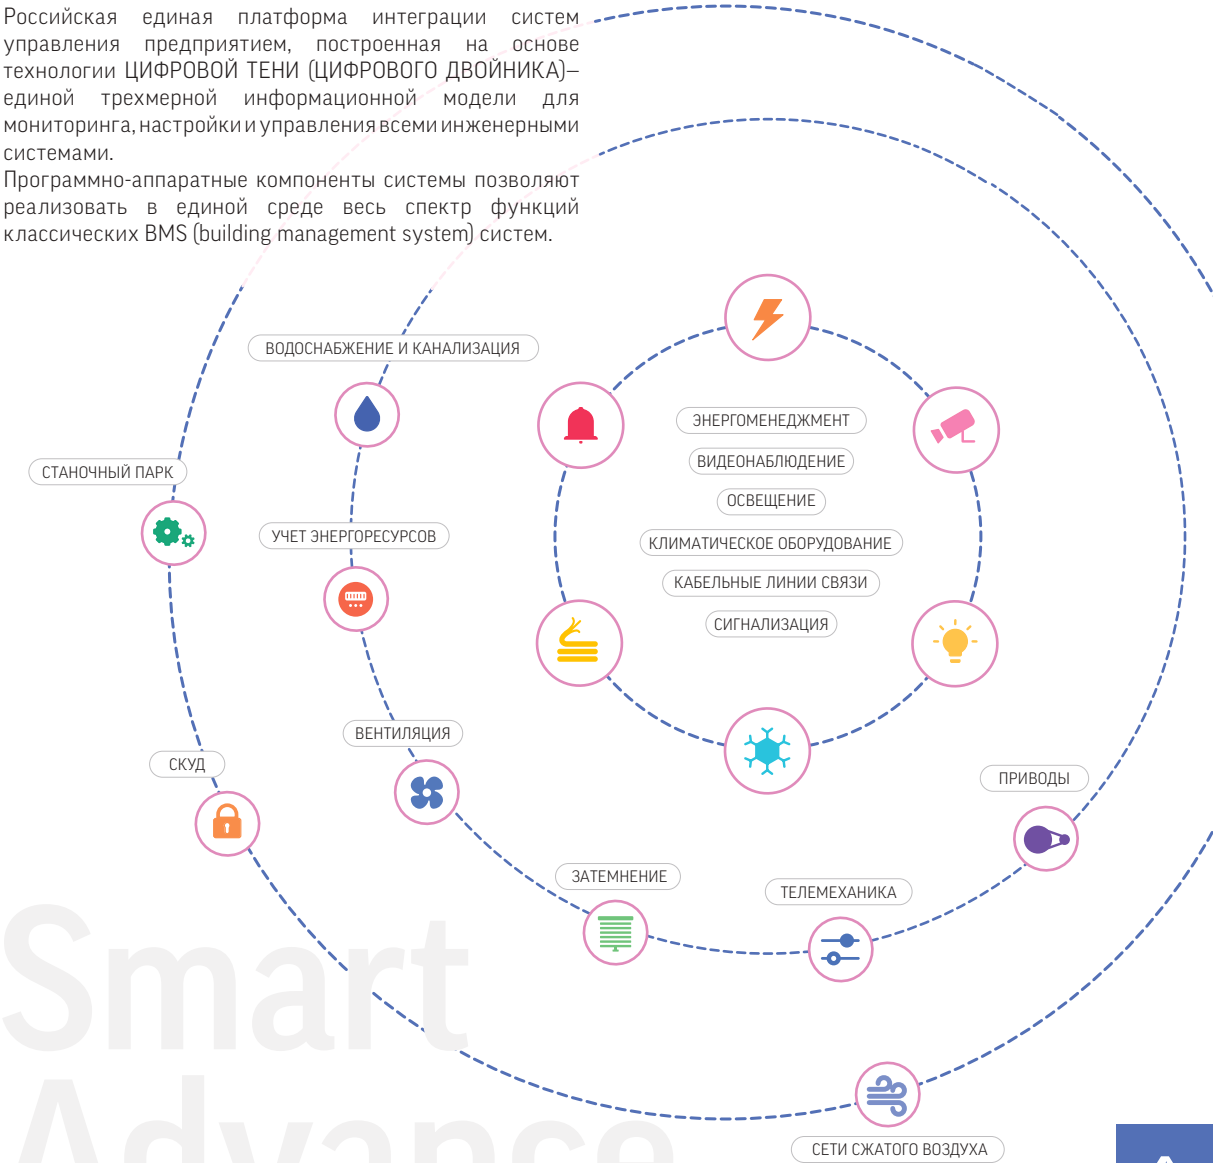 Российская единая платформа интеграции систем
управления предприятием, построенная на основе
технологии ЦИФРОВОЙ ТЕНИ (ЦИФРОВОГО ДВОЙНИКА)–
единой трехмерной информационной модели для
мониторинга, настройки и управления всеми инженерными
системами.
Программно-аппаратные компоненты системы позволяют
реализовать в единой среде весь спектр функций
классических BMS (building management system) систем.
ВОДОСНАБЖЕНИЕ И КАНАЛИЗАЦИЯ
ЭНЕРГОМЕНЕДЖМЕНТ
ВИДЕОНАБЛЮДЕНИЕ
СТАНОЧНЫЙ ПАРК
ОСВЕЩЕНИЕ
УЧЕТ ЭНЕРГОРЕСУРСОВ
КЛИМАТИЧЕСКОЕ ОБОРУДОВАНИЕ
КАБЕЛЬНЫЕ ЛИНИИ СВЯЗИ
СИГНАЛИЗАЦИЯ
ВЕНТИЛЯЦИЯ
СКУД
ПРИВОДЫ
ЗАТЕМНЕНИЕ
ТЕЛЕМЕХАНИКА
Smart
Advance
СЕТИ СЖАТОГО ВОЗДУХА